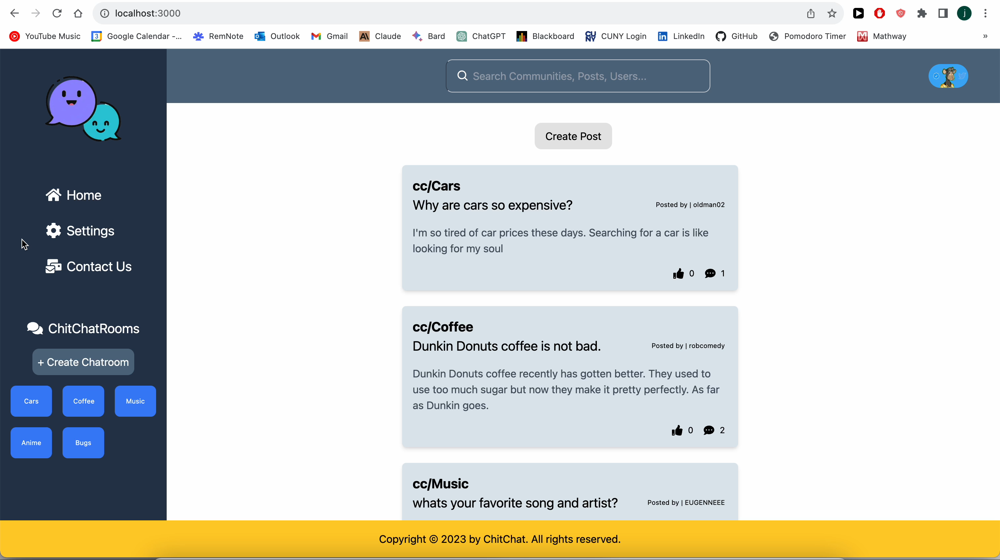 localhost:3000
j
YouTube Music
3
Google Calendar -...
RemNote
Outlook
Gmail
Claude
Bard
ChatGPT
Blackboard
CUNY
CUNY Login
in
LinkedIn
GitHub
Pomodoro Timer
Mathway
»
Search Communities, Posts, Users...
Home
Settings
Contact Us
ChitChatRooms
+ Create Chatroom
Cars
Coffee
Music
Anime
Bugs
Create Post
cc/Cars
Why are cars so expensive?
Posted by | oldman02
I'm so tired of car prices these days. Searching for a car is like
looking for my soul
0
1
cc/Coffee
Dunkin Donuts coffee is not bad.
Posted by | robcomedy
Dunkin Donuts coffee recently has gotten better. They used to
use too much sugar but now they make it pretty perfectly. As far
as Dunkin goes.
0
2
cc/Music
whats your favorite song and artist?
Posted by | EUGENNEEE
Copyright © 2023 by ChitChat. All rights reserved.